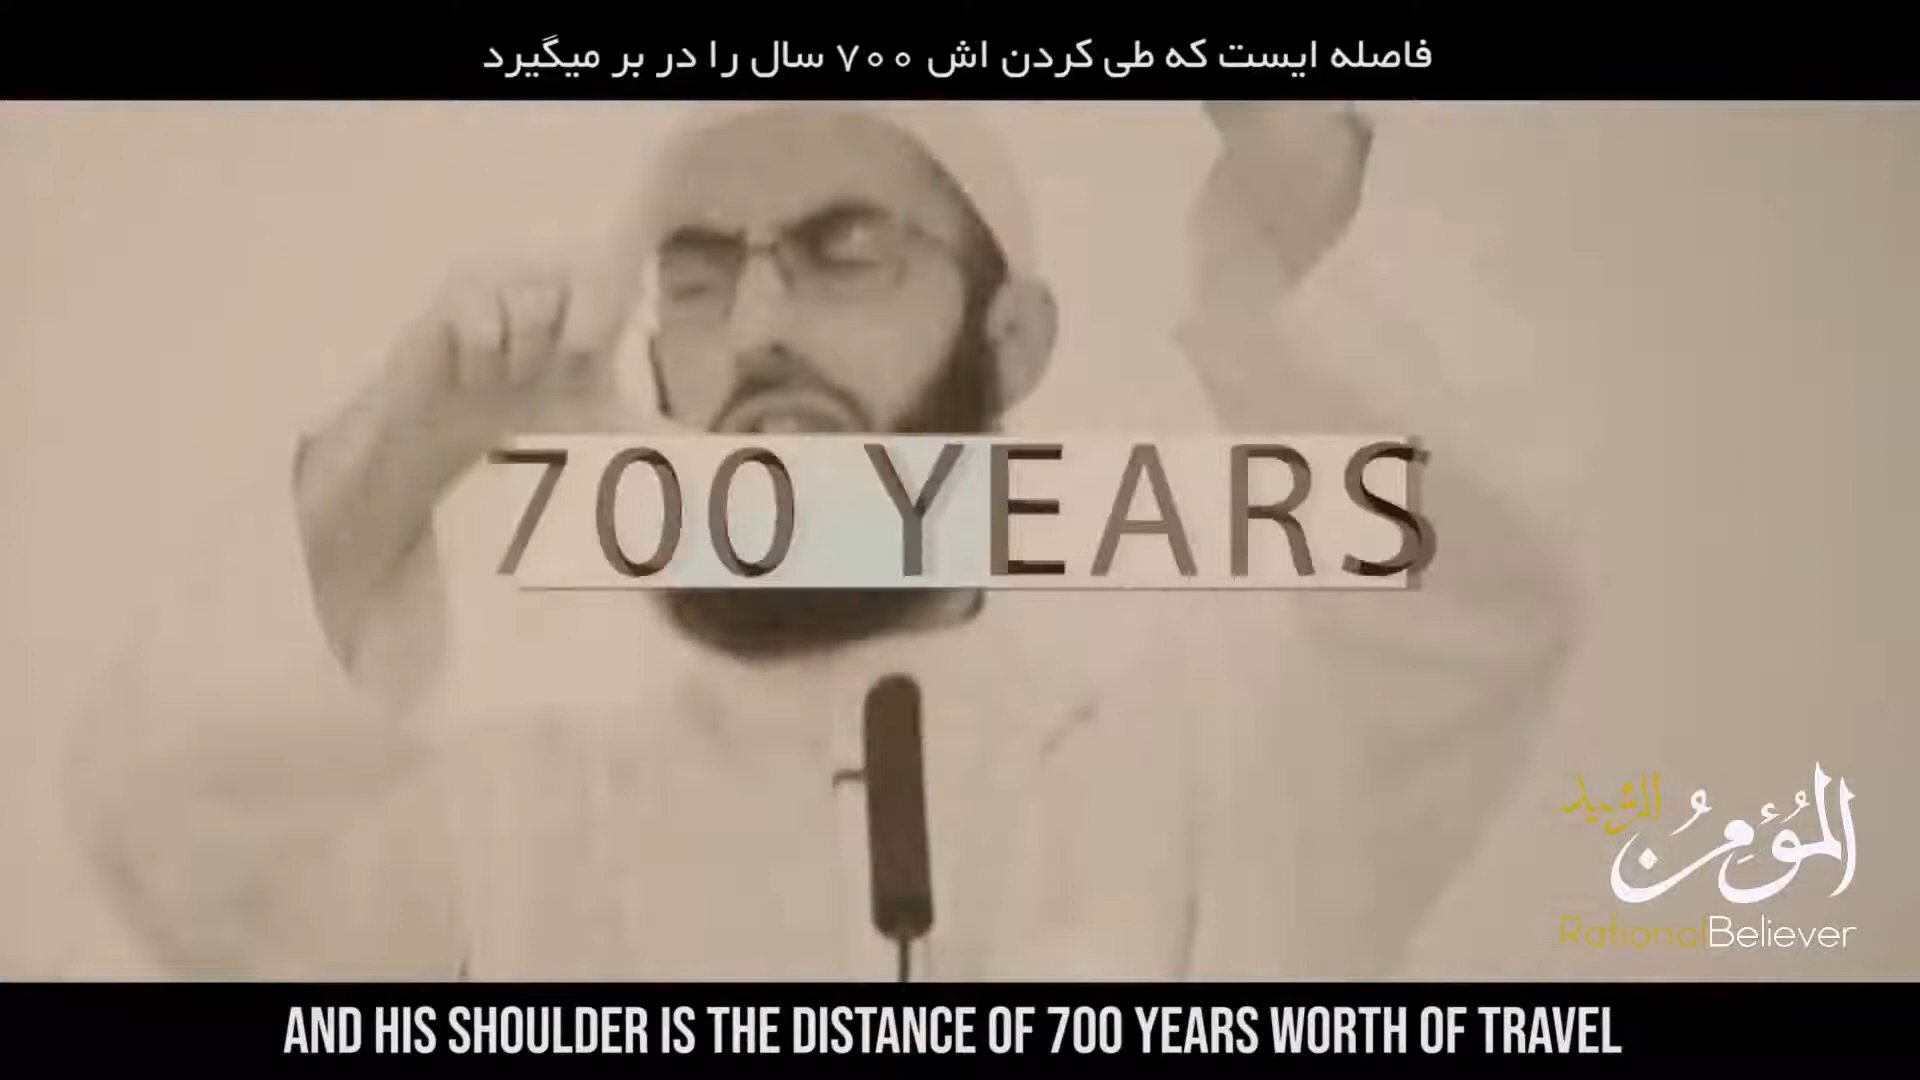 فاصله ایست که طی کردن اش ۷۰۰ سال را در بر میگیرد
700 YEARS
المؤمن الرشيد
RationalBeliever
AND HIS SHOULDER IS THE DISTANCE OF 700 YEARS WORTH OF TRAVEL